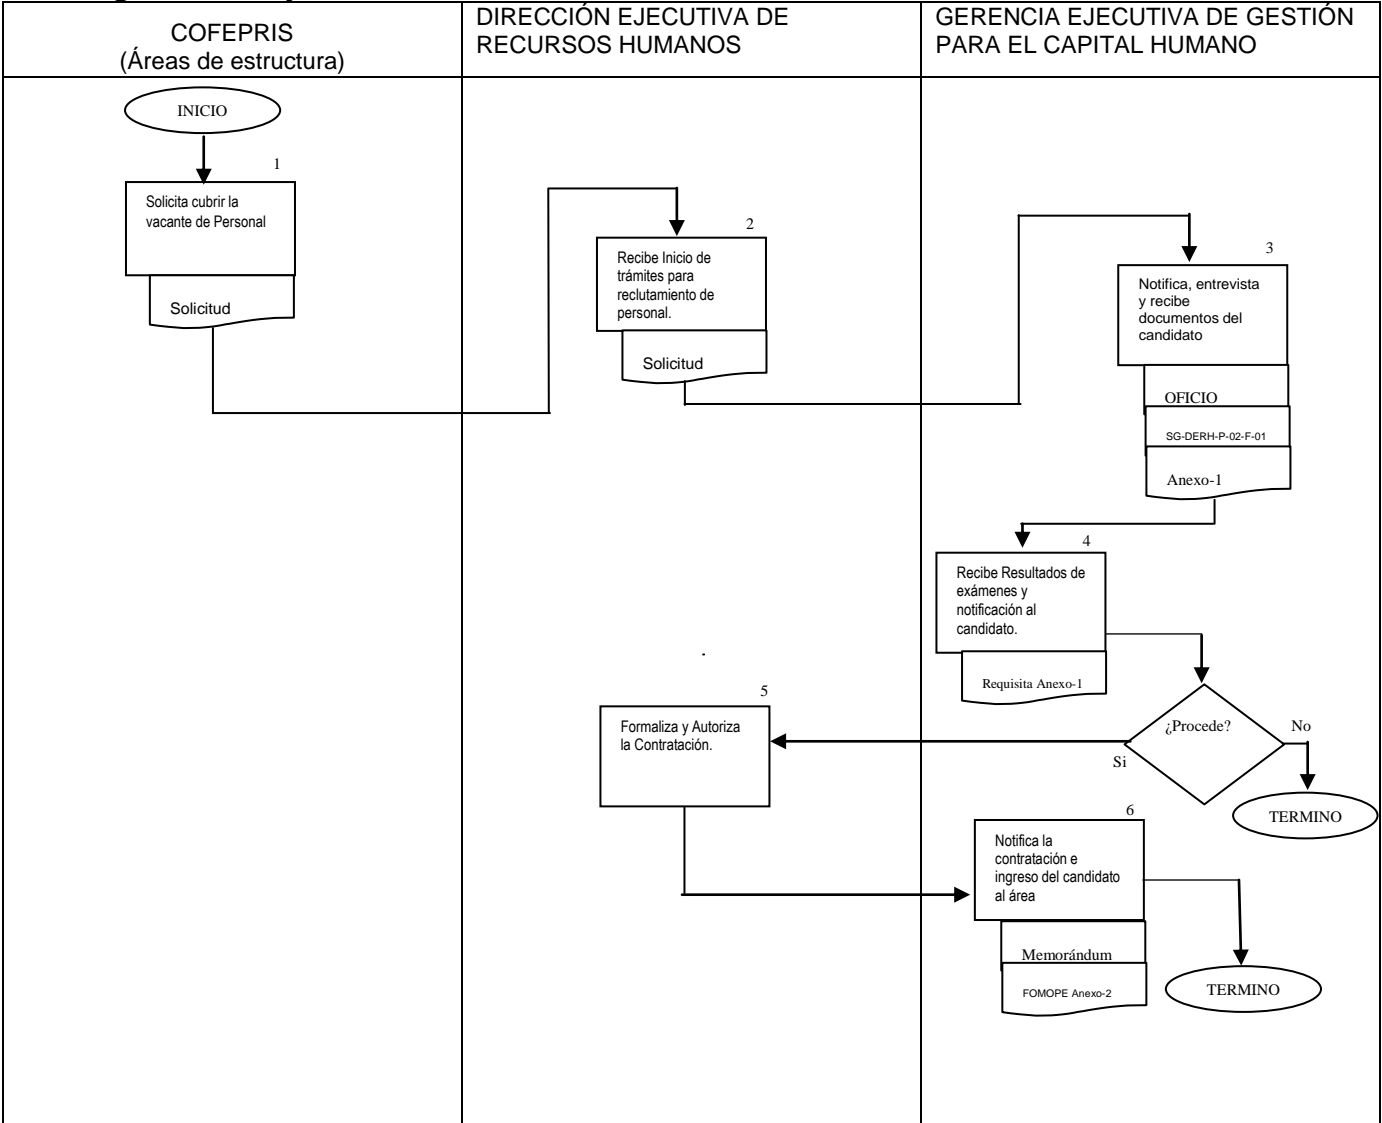 COFEPRIS
(Áreas de estructura)
DIRECCIÓN EJECUTIVA DE
RECURSOS HUMANOS
GERENCIA EJECUTIVA DE GESTIÓN
PARA EL CAPITAL HUMANO
INICIO
1
Solicita cubrir la
vacante de Personal
Solicitud
2
Recibe Inicio de
trámites para
reclutamiento de
personal.
Solicitud
3
Notifica, entrevista
y recibe
documentos del
candidato
OFICIO
SG-DERH-P-02-F-01
Anexo-1
4
Recibe Resultados de
exámenes y
notificación al
candidato.
Requisita Anexo-1
¿Procede?
No
Si
TERMINO
5
Formaliza y Autoriza
la Contratación.
6
Notifica la
contratación e
ingreso del candidato
al área
Memorándum
FOMOPE Anexo-2
TERMINO